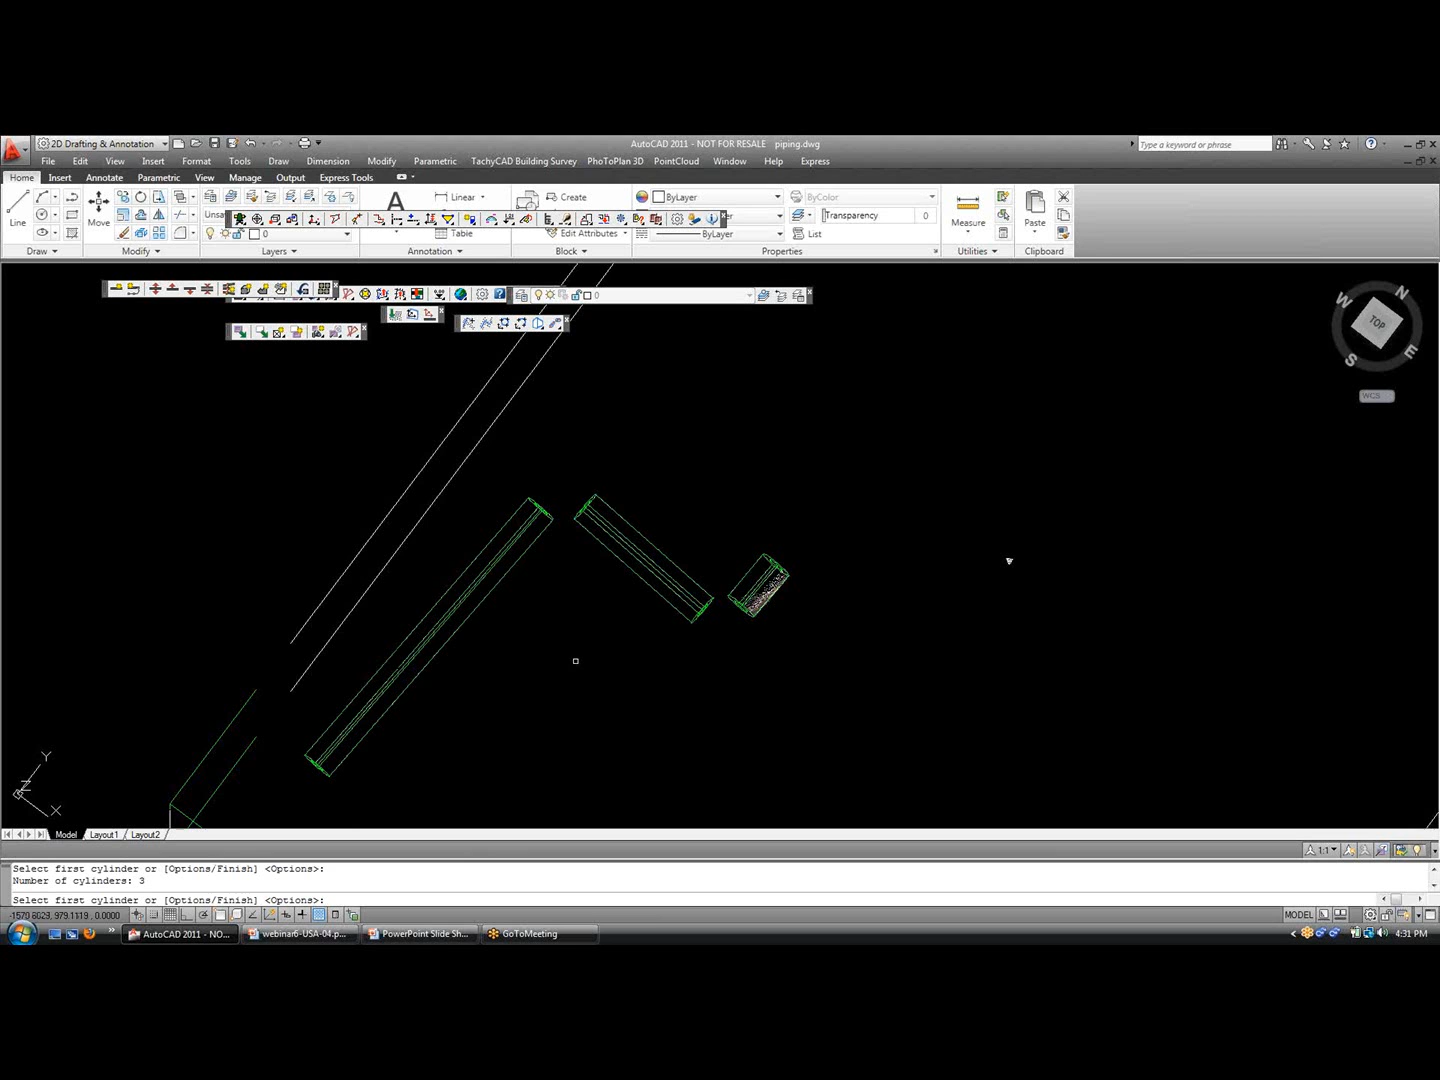 2D Drafting & Annotation
AutoCAD 2011 - NOT FOR RESALE piping.dwg
Type a keyword or phrase
File Edit View Insert Format Tools Draw Dimension Modify Parametric TachyCAD Building Survey PhoToPlan 3D PointCloud Window Help Express
Home Insert Annotate Parametric View Manage Output Express Tools
Linear
Create
ByLayer
ByColor
Line
Move
Unsa
A
Transparency 0
Measure
Paste
0
Table
Edit Attributes
ByLayer
List
Draw
Modify
Layers
Annotation
Block
Properties
Utilities
Clipboard
0
W
N
TOP
S
E
WCS
Y
Z
X
Model Layout1 Layout2
1:1
Select first cylinder or [Options/Finish] <Options>:
Number of cylinders: 3
Select first cylinder or [Options/Finish] <Options>:
MODEL
AutoCAD 2011 - NO...
webinar6-USA-04.p...
PowerPoint Slide Sh...
GoToMeeting
4:31 PM